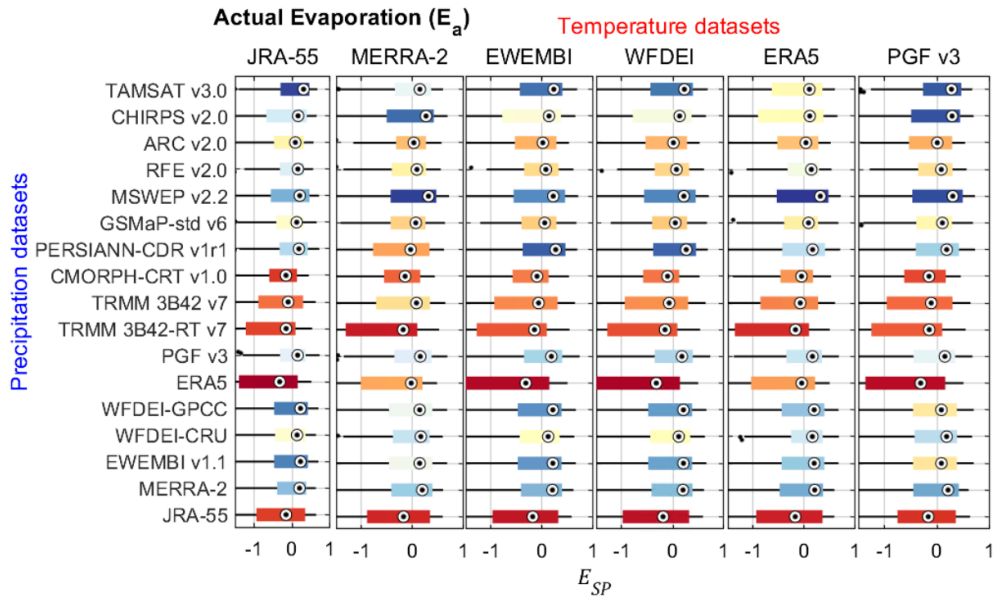 Actual Evaporation (Ea)
Temperature datasets
JRA-55 MERRA-2 EWEMBI WFDEI ERA5 PGF v3
Precipitation datasets
TAMSAT v3.0
CHIRPS v2.0
ARC v2.0
RFE v2.0
MSWEP v2.2
GSMaP-std v6
PERSIANN-CDR v1r1
CMORPH-CRT v1.0
TRMM 3B42 v7
TRMM 3B42-RT v7
PGF v3
ERA5
WFDEI-GPCC
WFDEI-CRU
EWEMBI v1.1
MERRA-2
JRA-55
-1 0 1 -1 0 1 -1 0 1 -1 0 1 -1 0 1 -1 0 1
ESP